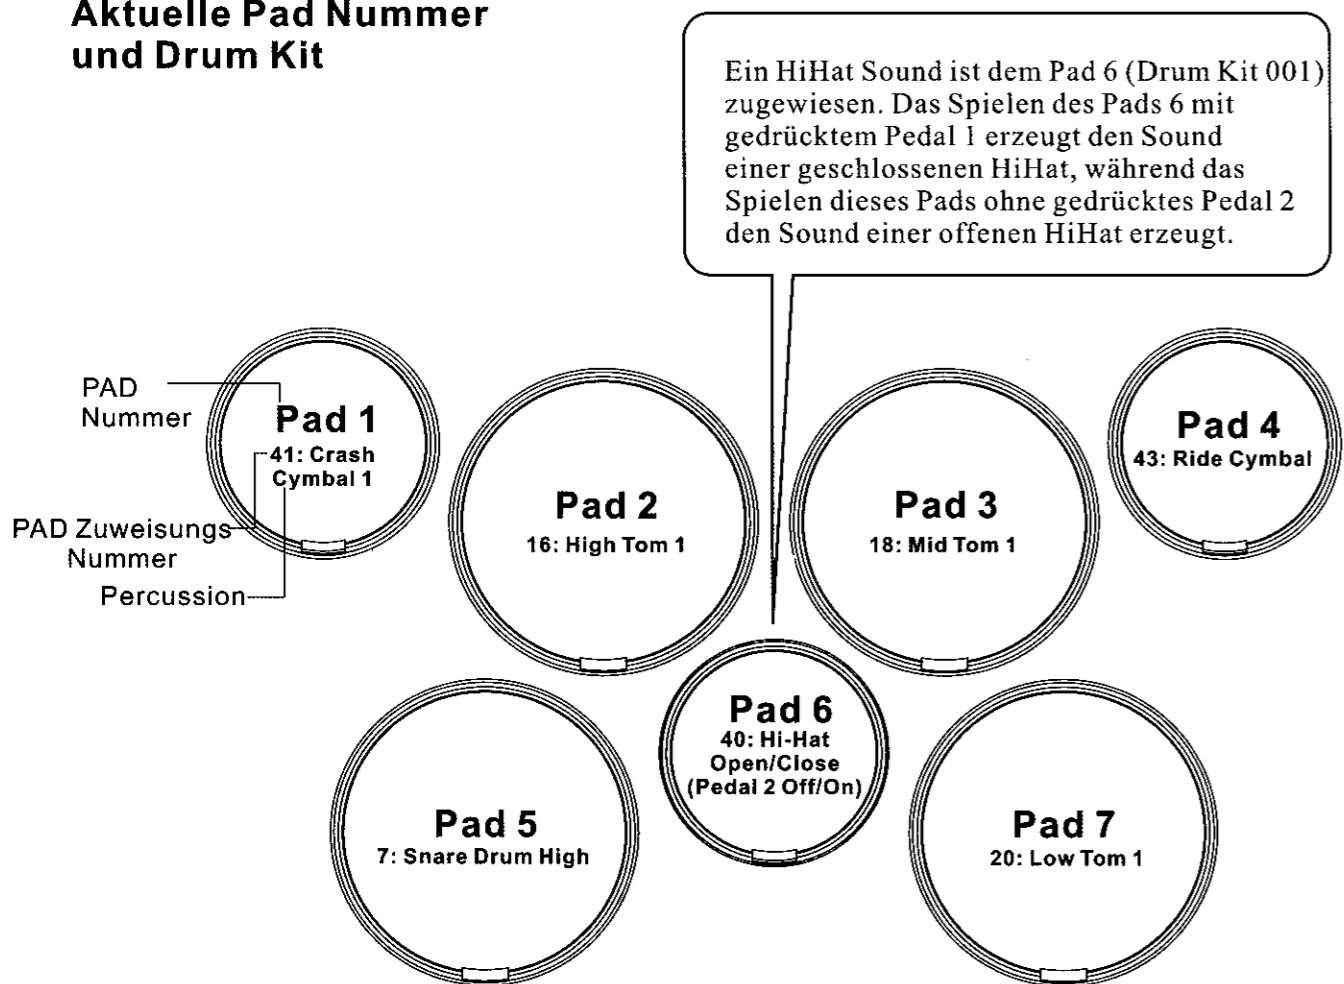 Aktuelle Pad Nummer
und Drum Kit
Ein HiHat Sound ist dem Pad 6 (Drum Kit 001)
zugewiesen. Das Spielen des Pads 6 mit
gedrücktem Pedal 1 erzeugt den Sound
einer geschlossenen HiHat, während das
Spielen dieses Pads ohne gedrücktes Pedal 2
den Sound einer offenen HiHat erzeugt.
PAD
Nummer
Pad 1
41: Crash
Cymbal 1
PAD Zuweisungs
Nummer
Percussion
Pad 2
16: High Tom 1
Pad 3
18: Mid Tom 1
Pad 4
43: Ride Cymbal
Pad 5
7: Snare Drum High
Pad 6
40: Hi-Hat
Open/Close
(Pedal 2 Off/On)
Pad 7
20: Low Tom 1